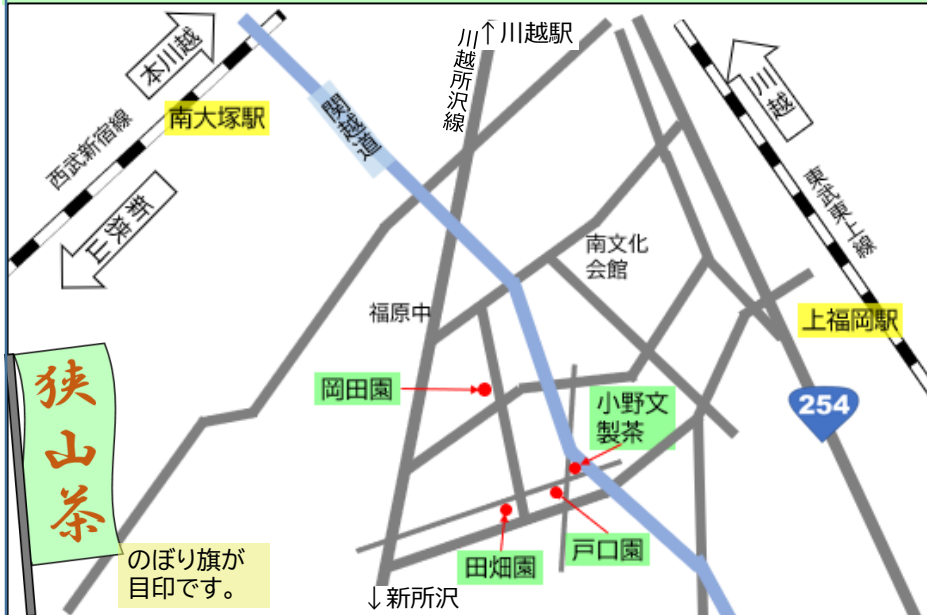 本川越
↑川越駅
川越所沢線
川越
南大塚駅
関越道
西武新宿線
新狭山
東武東上線
南文化
会館
福原中
上福岡駅
岡田園
小野文
製茶
254
狭山茶
戸口園
田畑園
のぼり旗が
目印です。
↓新所沢